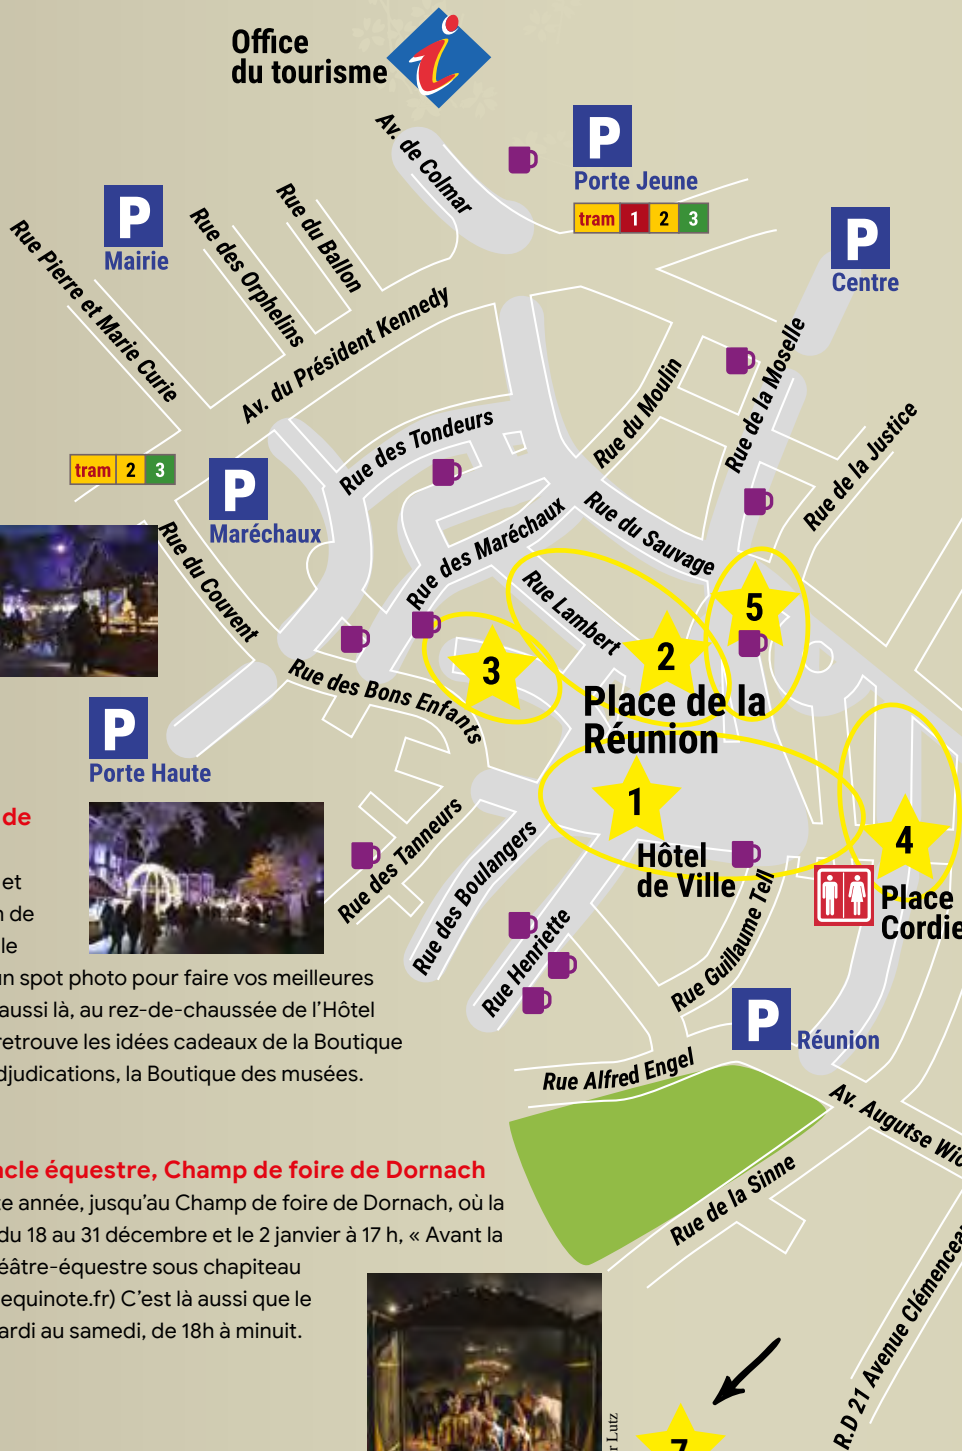 Office
du tourisme
i
Av. de Colmar
P
Porte Jeune
tram 1 2 3
P
Mairie
Rue Pierre et Marie Curie
Rue des Orphelins
Rue du Ballon
P
Centre
Av. du Président Kennedy
Rue du Moulin
Rue de la Moselle
Rue de la Justice
Rue des Tondeurs
tram 2 3
P
Maréchaux
Rue du Couvent
Rue des Maréchaux
Rue du Sauvage
Rue Lambert
5
2
3
Rue des Bons Enfants
Place de la
Réunion
P
Porte Haute
1
Hôtel
de Ville
4
Place
Cordie
Rue des Tanneurs
Rue des Boulangers
Rue Henriette
Rue Guillaume Tell
P
Réunion
Rue Alfred Engel
Av. Augutse Wic
Rue de la Sinne
R.D 21 Avenue Clémenceau
de
et
n de
le
un spot photo pour faire vos meilleures
aussi là, au rez-de-chaussée de l'Hôtel
retrouve les idées cadeaux de la Boutique
djudications, la Boutique des musées.
acle équestre, Champ de foire de Dornach
te année, jusqu'au Champ de foire de Dornach, où la
du 18 au 31 décembre et le 2 janvier à 17 h, « Avant la
éâtre-équestre sous chapiteau
equinote.fr) C'est là aussi que le
ardi au samedi, de 18h à minuit.
r Lutz
7